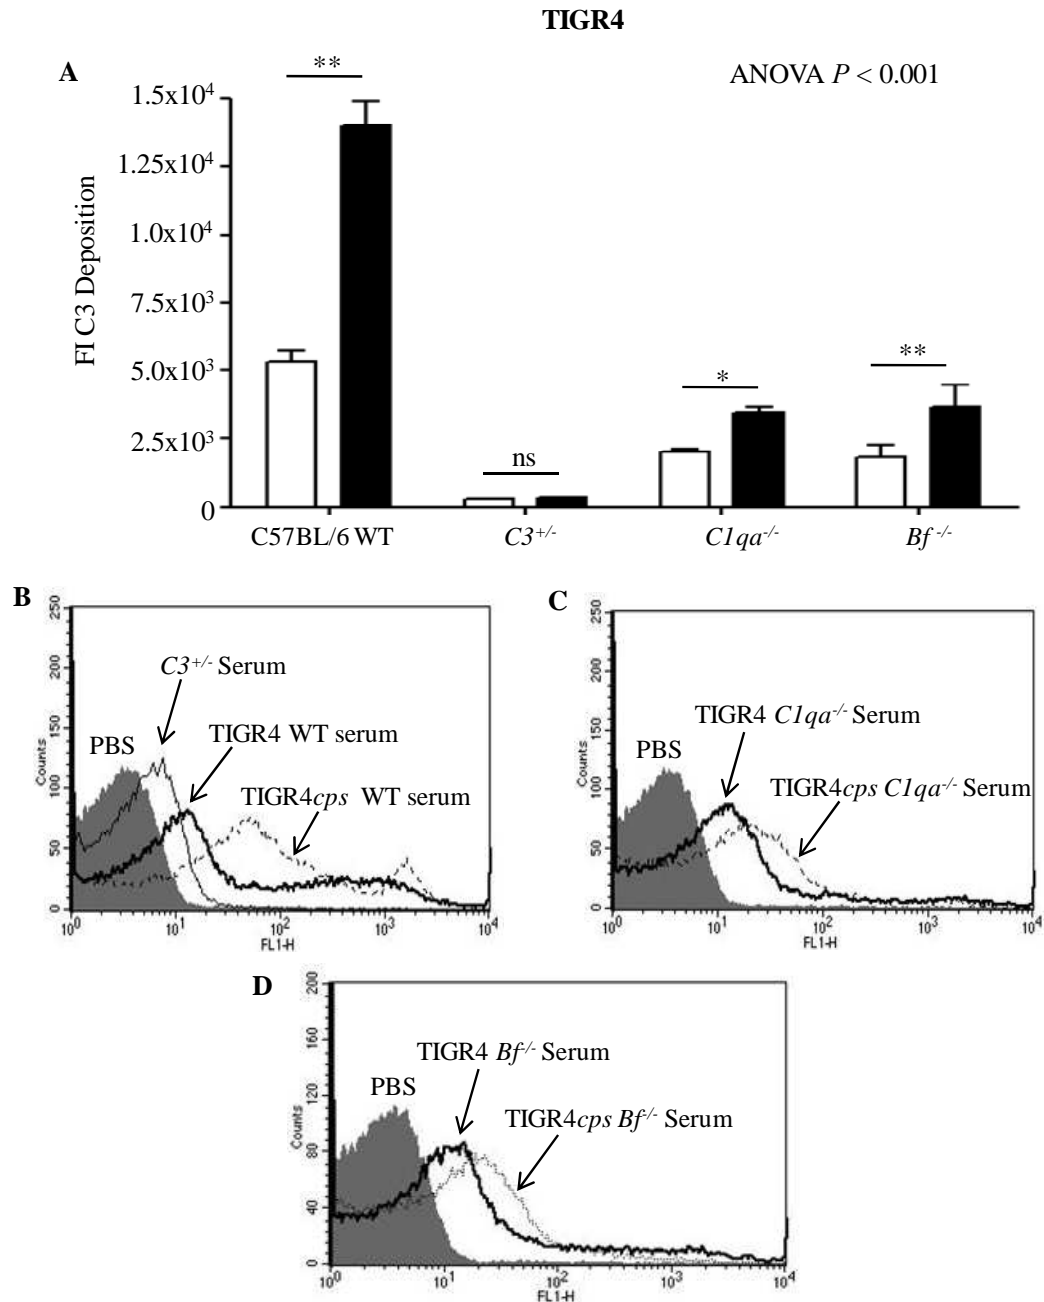 TIGR4
A
ANOVA P < 0.001
**
ns
*
**
FI C3 Deposition
1.5x10⁴
1.25x10⁴
1.0x10⁴
7.5x10³
5.0x10³
2.5x10³
0
C57BL/6 WT
C3⁺/⁻
C1qa⁻/⁻
Bf⁻/⁻
B
Counts
250
200
150
100
50
0
C3⁺/⁻ Serum
TIGR4 WT serum
PBS
TIGR4cps WT serum
10⁰ 10¹ 10² 10³ 10⁴
FL1-H
C
Counts
250
200
150
100
50
0
TIGR4 C1qa⁻/⁻ Serum
PBS
TIGR4cps C1qa⁻/⁻ Serum
10⁰ 10¹ 10² 10³ 10⁴
FL1-H
D
Counts
200
160
120
80
40
0
TIGR4 Bf⁻/⁻ Serum
PBS
TIGR4cps Bf⁻/⁻ Serum
10⁰ 10¹ 10² 10³ 10⁴
FL1-H